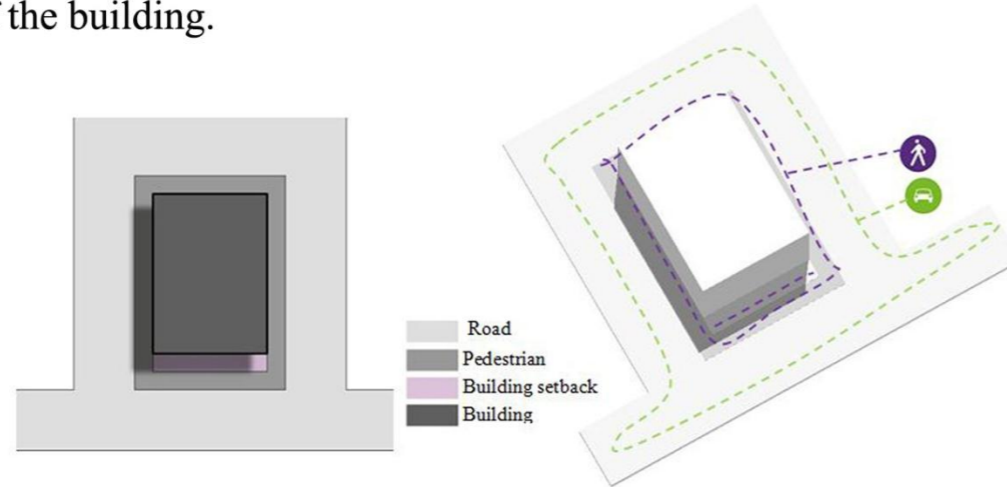 the building.
Road
Pedestrian
Building setback
Building